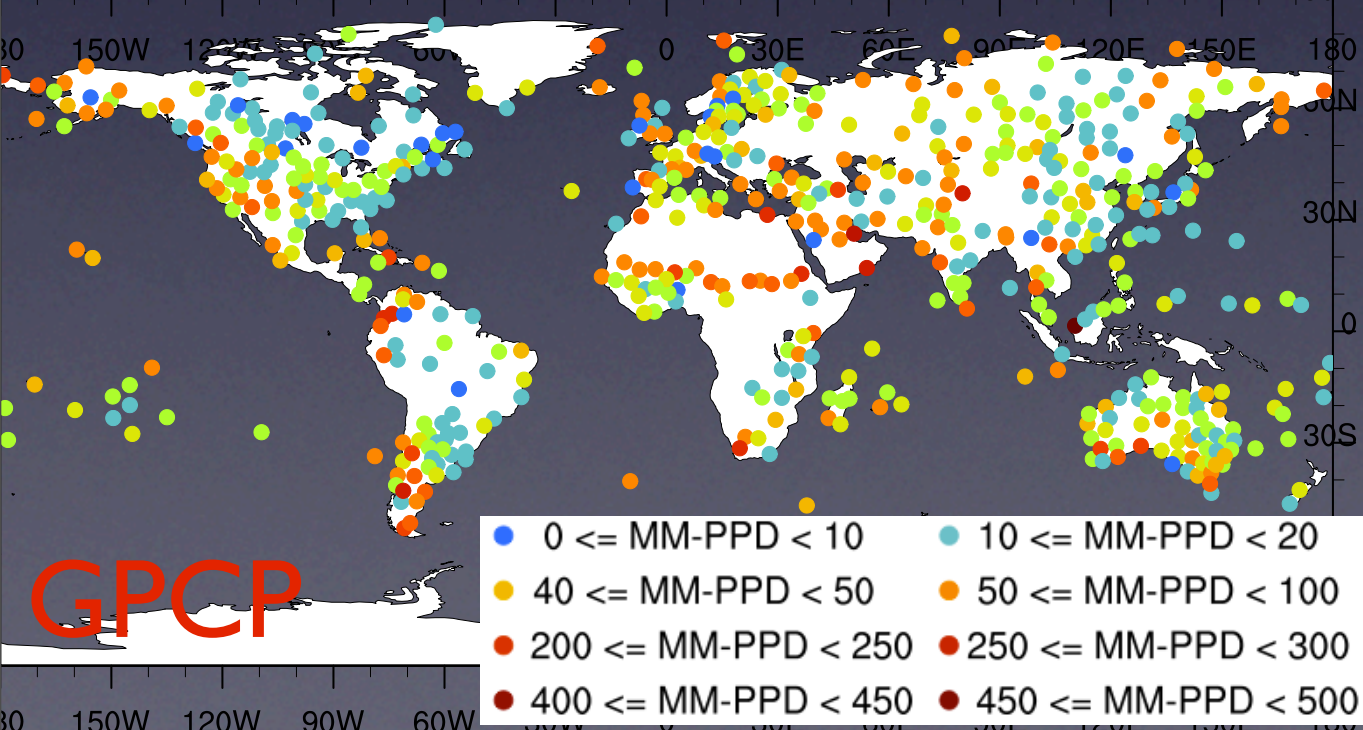 150W 0 30E 60E 120E 150E 180
30N
0
30S
GPCP
0 <= MM-PPD < 10 10 <= MM-PPD < 20
40 <= MM-PPD < 50 50 <= MM-PPD < 100
200 <= MM-PPD < 250 250 <= MM-PPD < 300
400 <= MM-PPD < 450 450 <= MM-PPD < 500
150W 120W 90W 60W